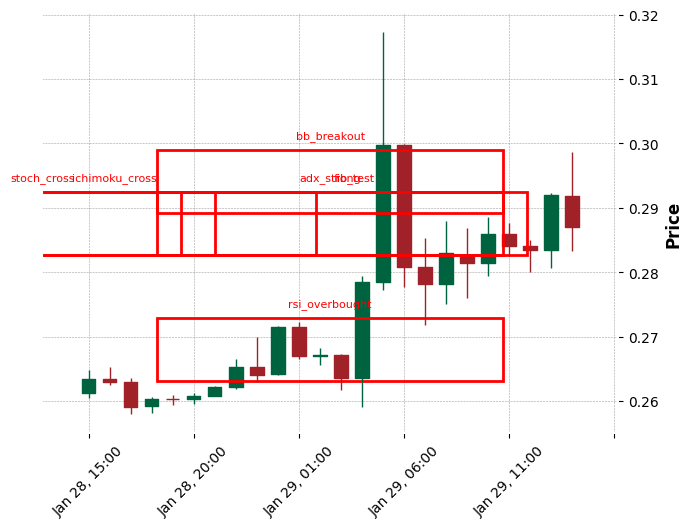 0.32
0.31
bb_breakout
0.30
stoch_cross
ichimoku_cross
adx_strong
fib_test
0.29
Price
0.28
rsi_overbought
0.27
0.26
Jan 28, 15:00
Jan 28, 20:00
Jan 29, 01:00
Jan 29, 06:00
Jan 29, 11:00